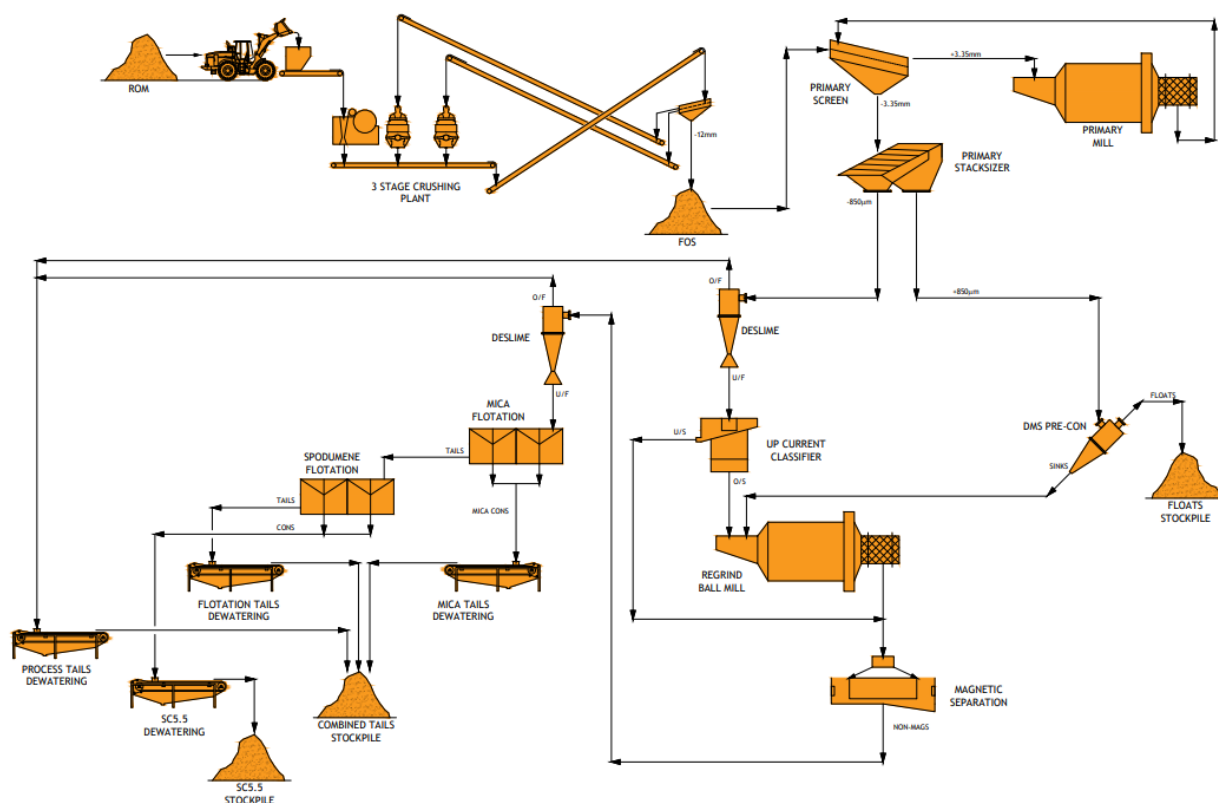 ROM
3 STAGE CRUSHING
PLANT
-12mm
FOS
+3.35mm
PRIMARY
SCREEN
-3.35mm
PRIMARY
MILL
PRIMARY
STACKSIZER
-850µm
+850µm
O/F
O/F
DESLIME
DESLIME
U/F
U/F
MICA
FLOTATION
U/S
UP CURRENT
CLASSIFIER
O/S
FLOATS
DMS PRE-CON
SINKS
FLOATS
STOCKPILE
TAILS
SPODUMENE
FLOTATION
TAILS
MICA CONS
CONS
REGRIND
BALL MILL
FLOTATION TAILS
DEWATERING
MICA TAILS
DEWATERING
PROCESS TAILS
DEWATERING
SC5.5
DEWATERING
COMBINED TAILS
STOCKPILE
MAGNETIC
SEPARATION
NON-MAGS
SC5.5
STOCKPILE